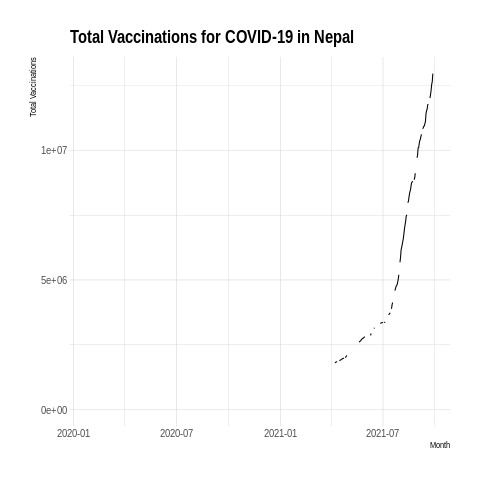 Total Vaccinations for COVID-19 in Nepal
Total Vaccinations
1e+07
5e+06
0e+00
2020-01 2020-07 2021-01 2021-07
Month